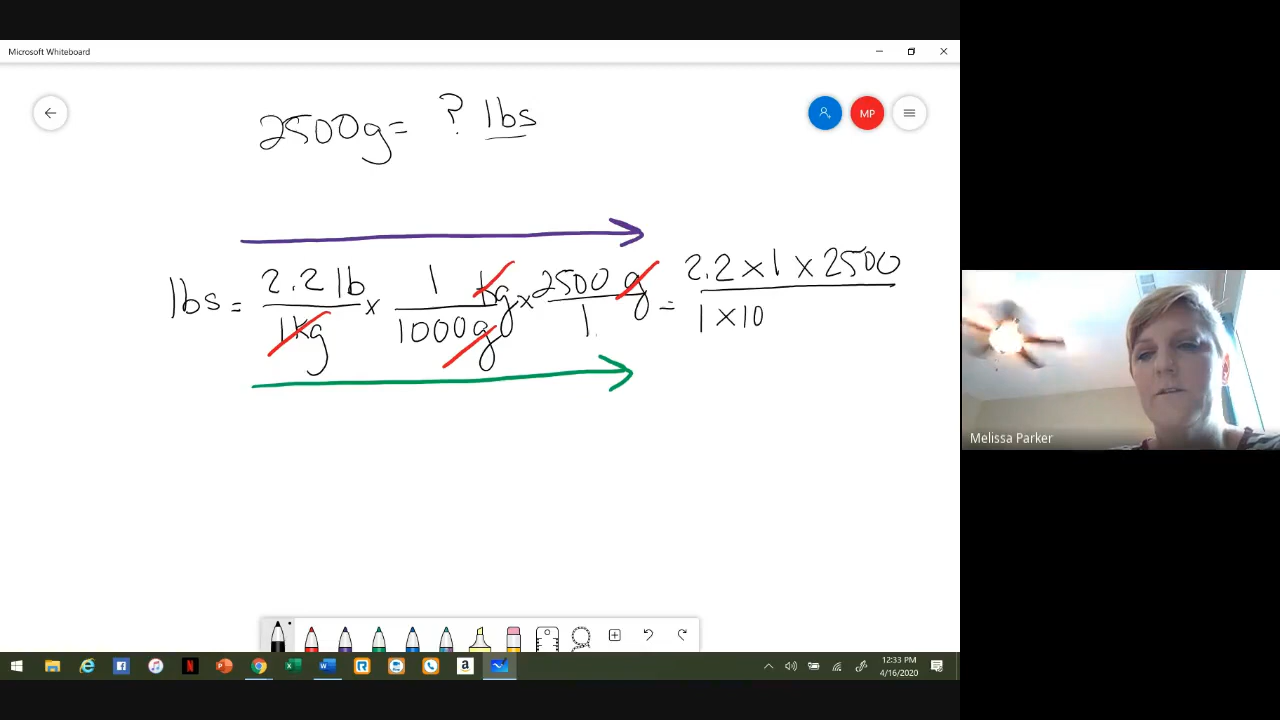 Microsoft Whiteboard
2500g= ? lbs
MP
lbs = 2.2 lb / 1kg × 1 kg / 1000g × 2500 g / 1 = 2.2 × 1 × 2500 / 1 × 10
Melissa Parker
12:33 PM
4/16/2020